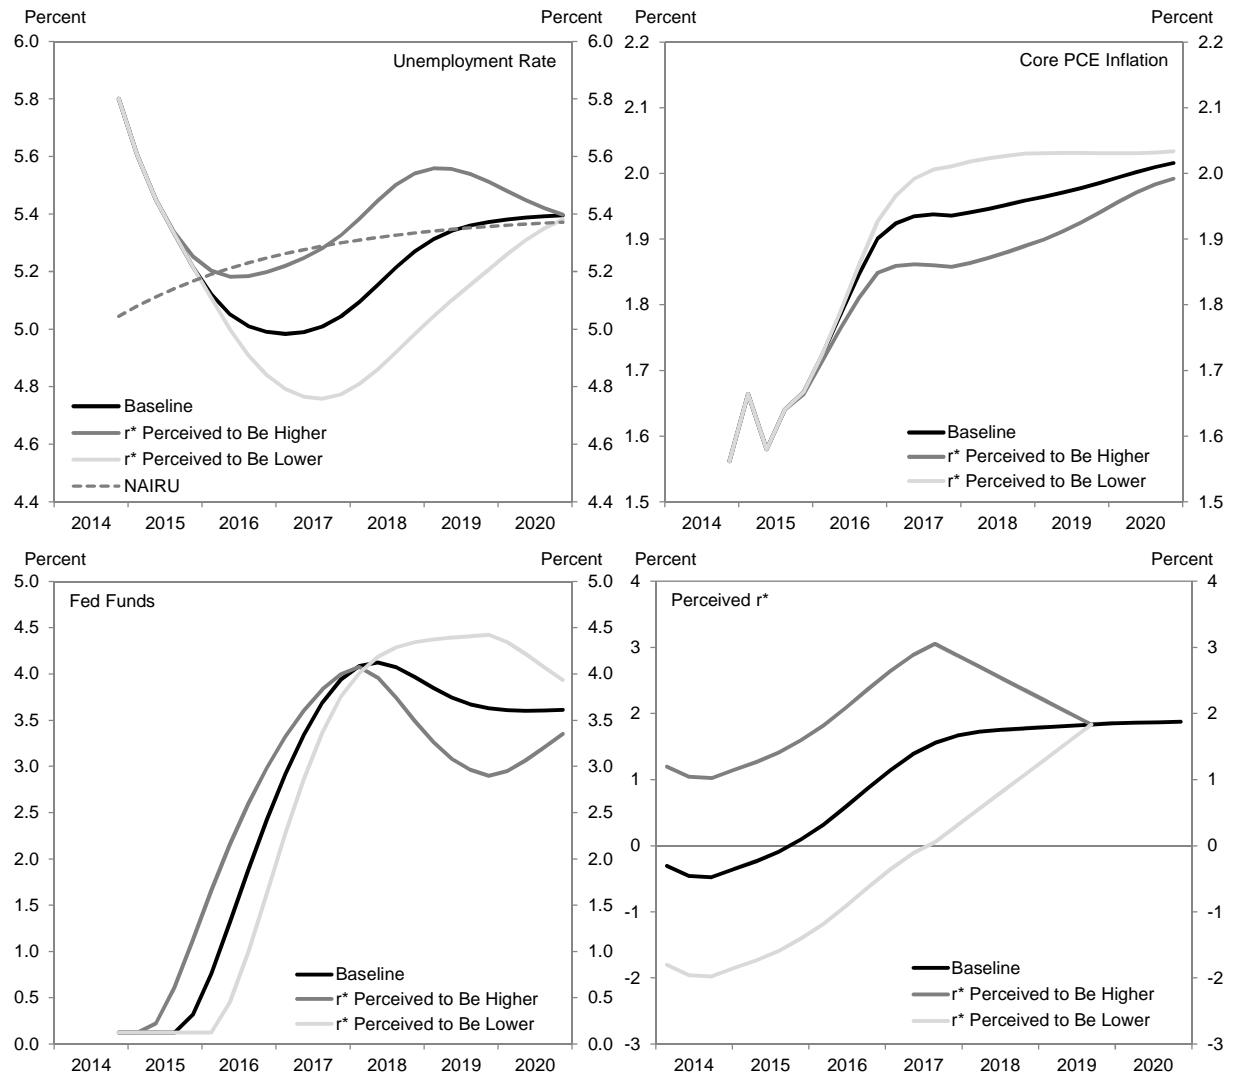 Percent Percent
Unemployment Rate
6.0 6.0
5.8 5.8
5.6 5.6
5.4 5.4
5.2 5.2
5.0 5.0
4.8 4.8
4.6 4.6
4.4 4.4
Baseline
r* Perceived to Be Higher
r* Perceived to Be Lower
NAIRU
2014 2015 2016 2017 2018 2019 2020
Percent Percent
Core PCE Inflation
2.2 2.2
2.1 2.1
2.0 2.0
1.9 1.9
1.8 1.8
1.7 1.7
1.6 1.6
1.5 1.5
Baseline
r* Perceived to Be Higher
r* Perceived to Be Lower
2014 2015 2016 2017 2018 2019 2020
Percent Percent
Fed Funds
5.0 5.0
4.5 4.5
4.0 4.0
3.5 3.5
3.0 3.0
2.5 2.5
2.0 2.0
1.5 1.5
1.0 1.0
0.5 0.5
0.0 0.0
Baseline
r* Perceived to Be Higher
r* Perceived to Be Lower
2014 2015 2016 2017 2018 2019 2020
Percent Percent
Perceived r*
4 4
3 3
2 2
1 1
0 0
-1 -1
-2 -2
-3 -3
Baseline
r* Perceived to Be Higher
r* Perceived to Be Lower
2014 2015 2016 2017 2018 2019 2020